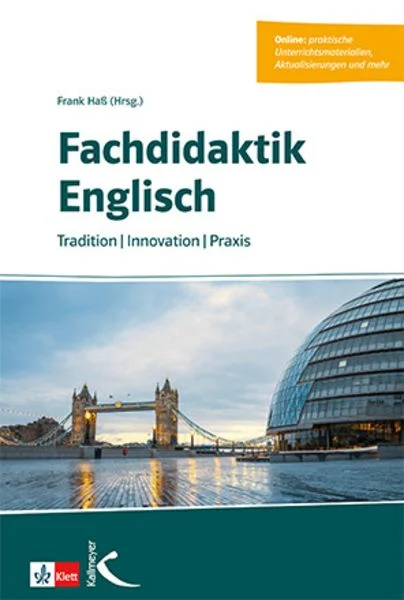 Online: praktische
Unterrichtsmaterialien,
Aktualisierungen und mehr
Frank Haß (Hrsg.)
Fachdidaktik
Englisch
Tradition | Innovation | Praxis
Klett
Kallmeyer